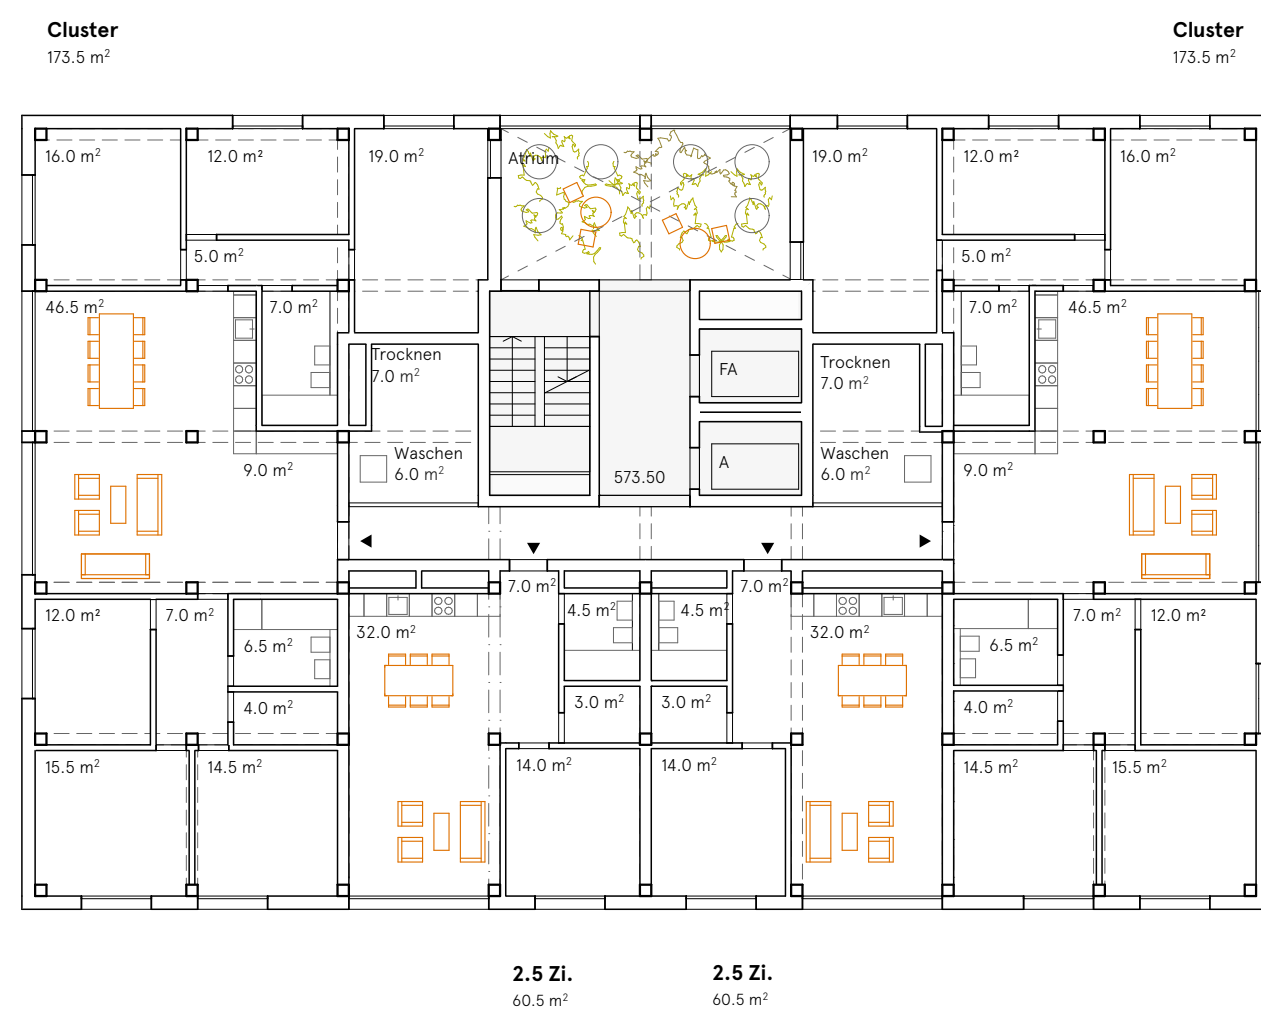 Cluster
173.5 m²
Cluster
173.5 m²
16.0 m²
12.0 m²
19.0 m²
Atrium
19.0 m²
12.0 m²
16.0 m²
5.0 m²
5.0 m²
46.5 m²
7.0 m²
7.0 m²
46.5 m²
Trocknen
7.0 m²
FA
Trocknen
7.0 m²
9.0 m²
Waschen
6.0 m²
573.50
A
Waschen
6.0 m²
9.0 m²
7.0 m²
7.0 m²
12.0 m²
7.0 m²
6.5 m²
32.0 m²
4.5 m²
4.5 m²
32.0 m²
6.5 m²
7.0 m²
12.0 m²
4.0 m²
3.0 m²
3.0 m²
4.0 m²
15.5 m²
14.5 m²
14.0 m²
14.0 m²
14.5 m²
15.5 m²
2.5 Zi.
60.5 m²
2.5 Zi.
60.5 m²